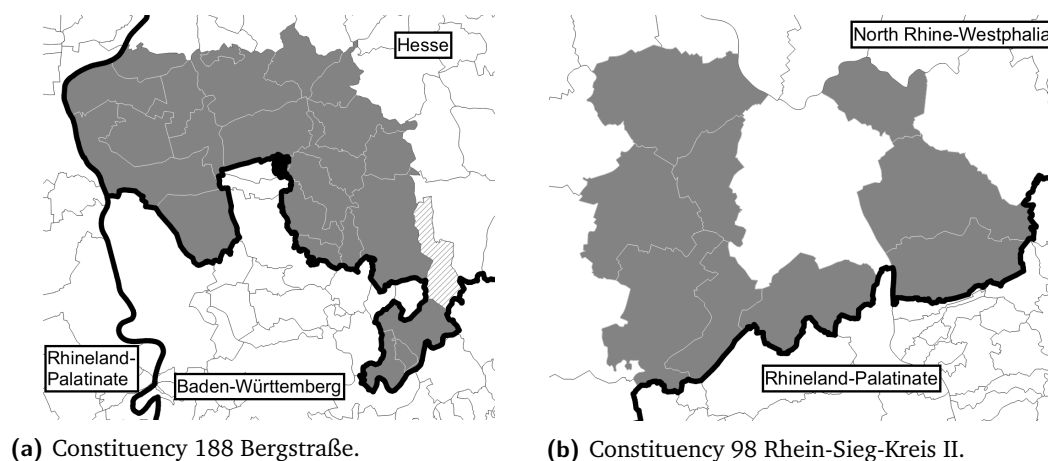 Hesse
Rhineland-
Palatinate
Baden-Württemberg
(a) Constituency 188 Bergstraße.
North Rhine-Westphalia
Rhineland-Palatinate
(b) Constituency 98 Rhein-Sieg-Kreis II.